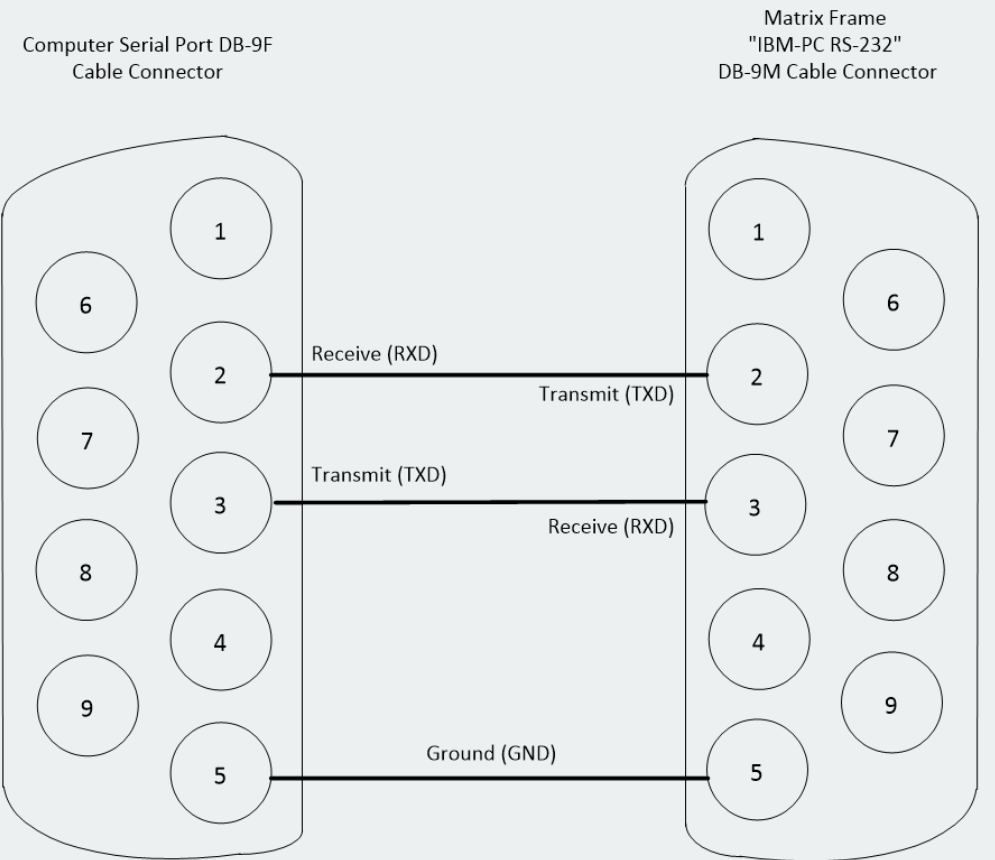 Computer Serial Port DB-9F
Cable Connector
Matrix Frame
"IBM-PC RS-232"
DB-9M Cable Connector
1
6
2
7
3
8
4
9
5
Receive (RXD)
Transmit (TXD)
Transmit (TXD)
Receive (RXD)
Ground (GND)
1
6
2
7
3
8
4
9
5